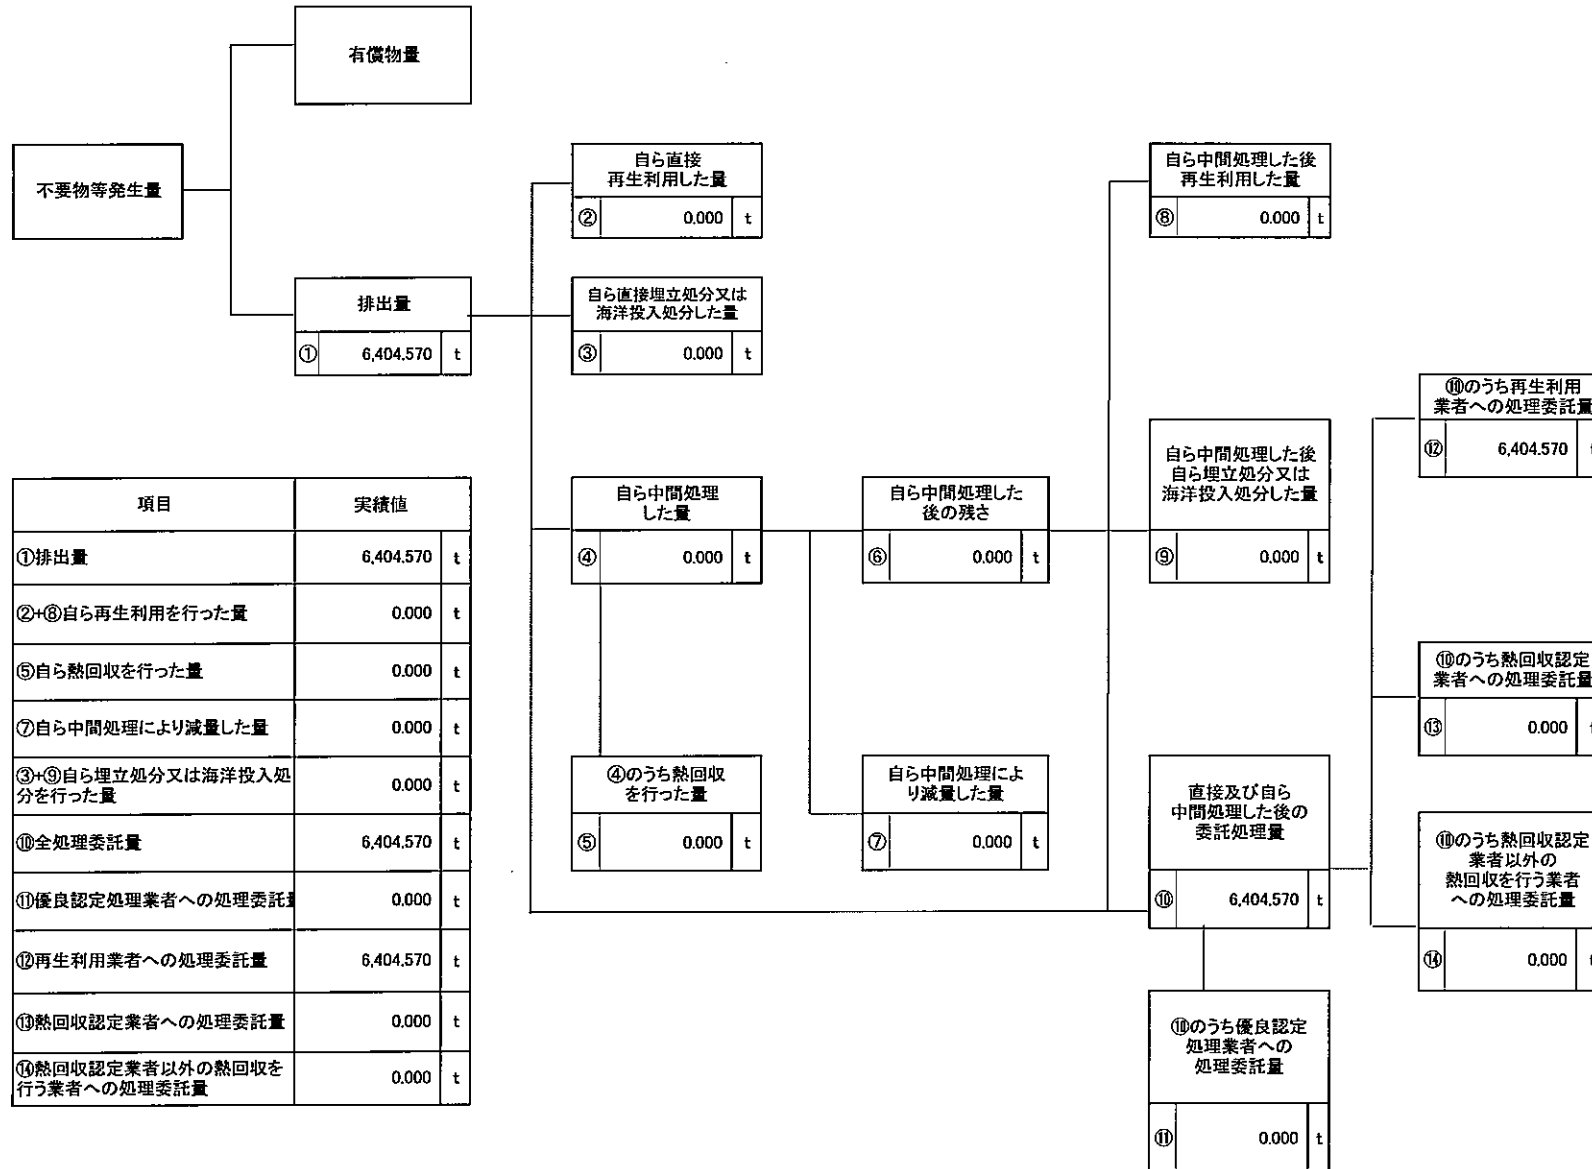 有償物量
不要物等発生量
排出量
① 6,404.570 t
自ら直接
再生利用した量
② 0.000 t
自ら直接埋立処分又は
海洋投入処分した量
③ 0.000 t
自ら中間処理
した量
④ 0.000 t
④のうち熱回収
を行った量
⑤ 0.000 t
自ら中間処理した
後の残さ
⑥ 0.000 t
自ら中間処理によ
り減量した量
⑦ 0.000 t
自ら中間処理した後
再生利用した量
⑧ 0.000 t
自ら中間処理した後
自ら埋立処分又は
海洋投入処分した量
⑨ 0.000 t
直接及び自ら
中間処理した後の
委託処理量
⑩ 6,404.570 t
⑩のうち優良認定
処理業者への
処理委託量
⑪ 0.000 t
⑩のうち再生利用
業者への処理委託量
⑫ 6,404.570 t
⑩のうち熱回収認定
業者への処理委託量
⑬ 0.000 t
⑩のうち熱回収認定
業者以外の
熱回収を行う業者
への処理委託量
⑭ 0.000 t
項目 実績値
①排出量 6,404.570 t
②+⑧自ら再生利用を行った量 0.000 t
⑤自ら熱回収を行った量 0.000 t
⑦自ら中間処理により減量した量 0.000 t
③+⑨自ら埋立処分又は海洋投入処
分を行った量 0.000 t
⑩全処理委託量 6,404.570 t
⑪優良認定処理業者への処理委託量 0.000 t
⑫再生利用業者への処理委託量 6,404.570 t
⑬熱回収認定業者への処理委託量 0.000 t
⑭熱回収認定業者以外の熱回収を
行う業者への処理委託量 0.000 t